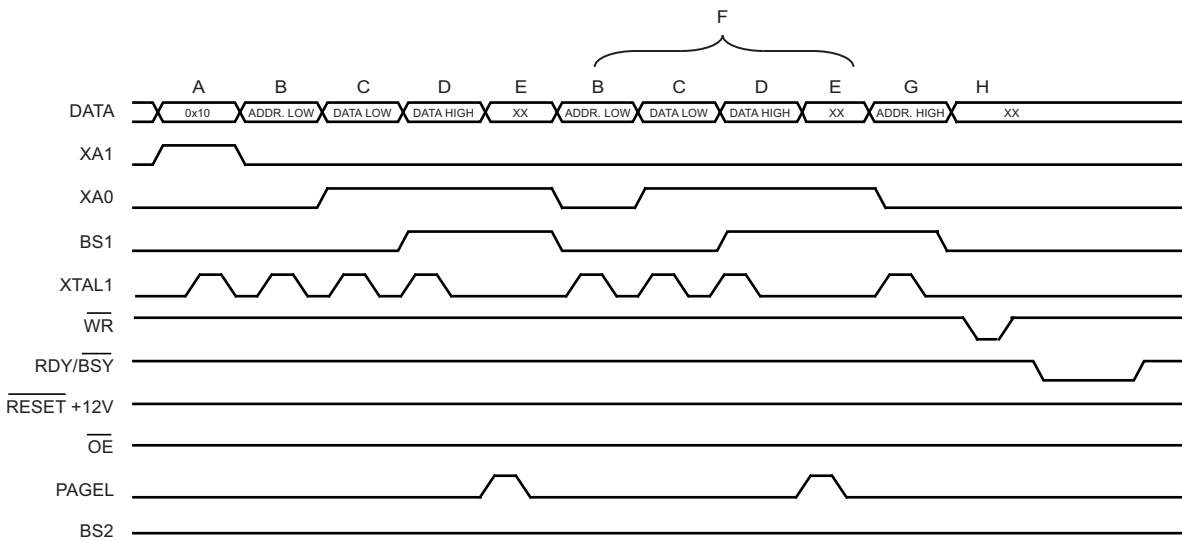 F
A B C D E B C D E G H
DATA 0x10 ADDR. LOW DATA LOW DATA HIGH XX ADDR. LOW DATA LOW DATA HIGH XX ADDR. HIGH XX
XA1
XA0
BS1
XTAL1
WR
RDY/BSY
RESET +12V
OE
PAGEL
BS2